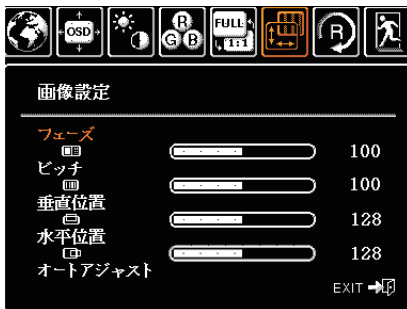 OSD
R
G B
FULL
1:1
R
画像設定
フェーズ
100
ピッチ
100
垂直位置
128
水平位置
128
オートアジャスト
EXIT